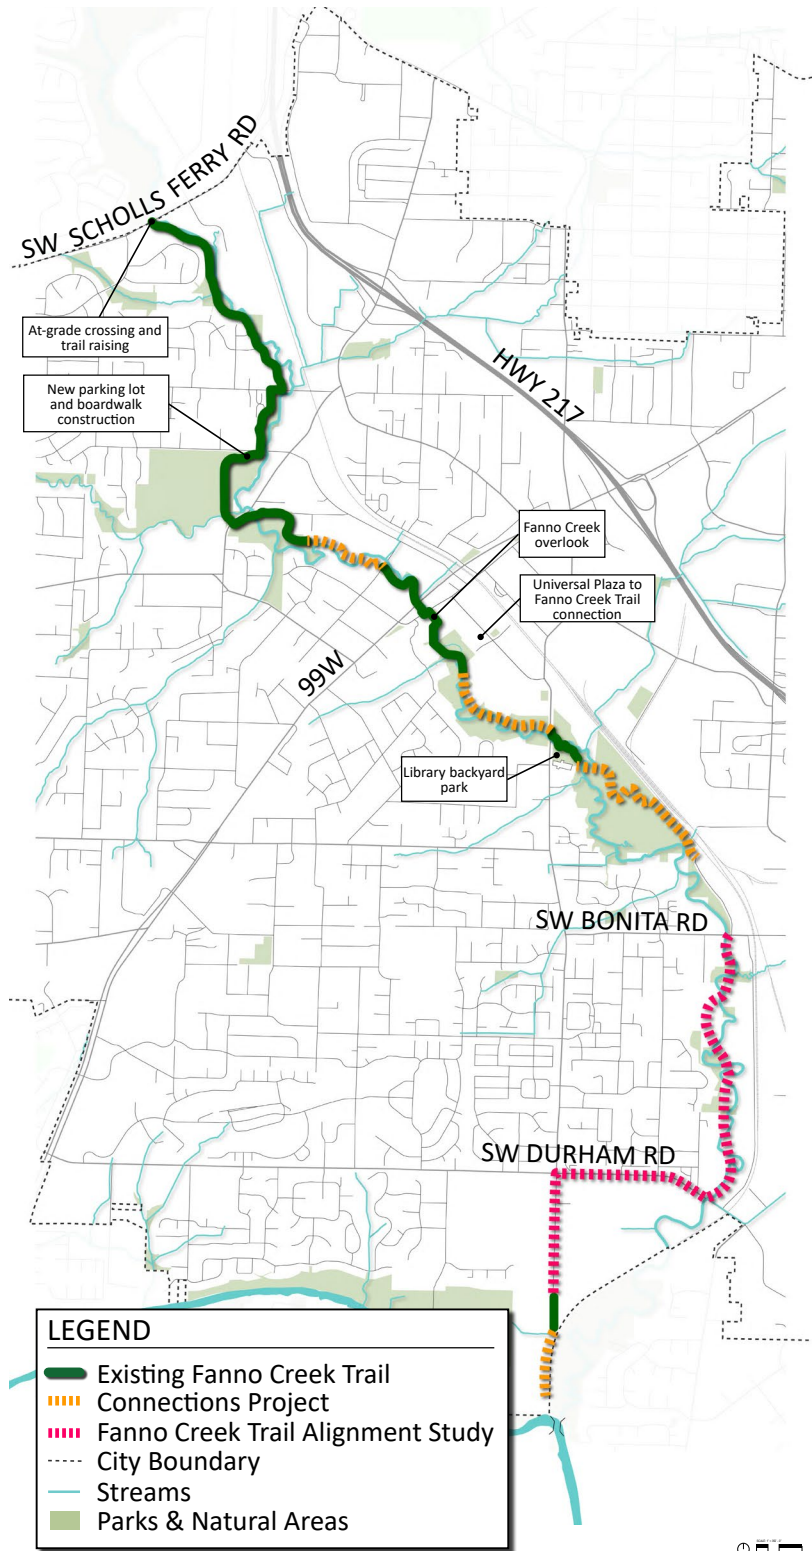 SW SCHOLLS FERRY RD
At-grade crossing and
trail raising
New parking lot
and boardwalk
construction
HWY 217
Fanno Creek
overlook
Universal Plaza to
Fanno Creek Trail
connection
99W
Library backyard
park
SW BONITA RD
SW DURHAM RD
LEGEND
Existing Fanno Creek Trail
Connections Project
Fanno Creek Trail Alignment Study
City Boundary
Streams
Parks & Natural Areas